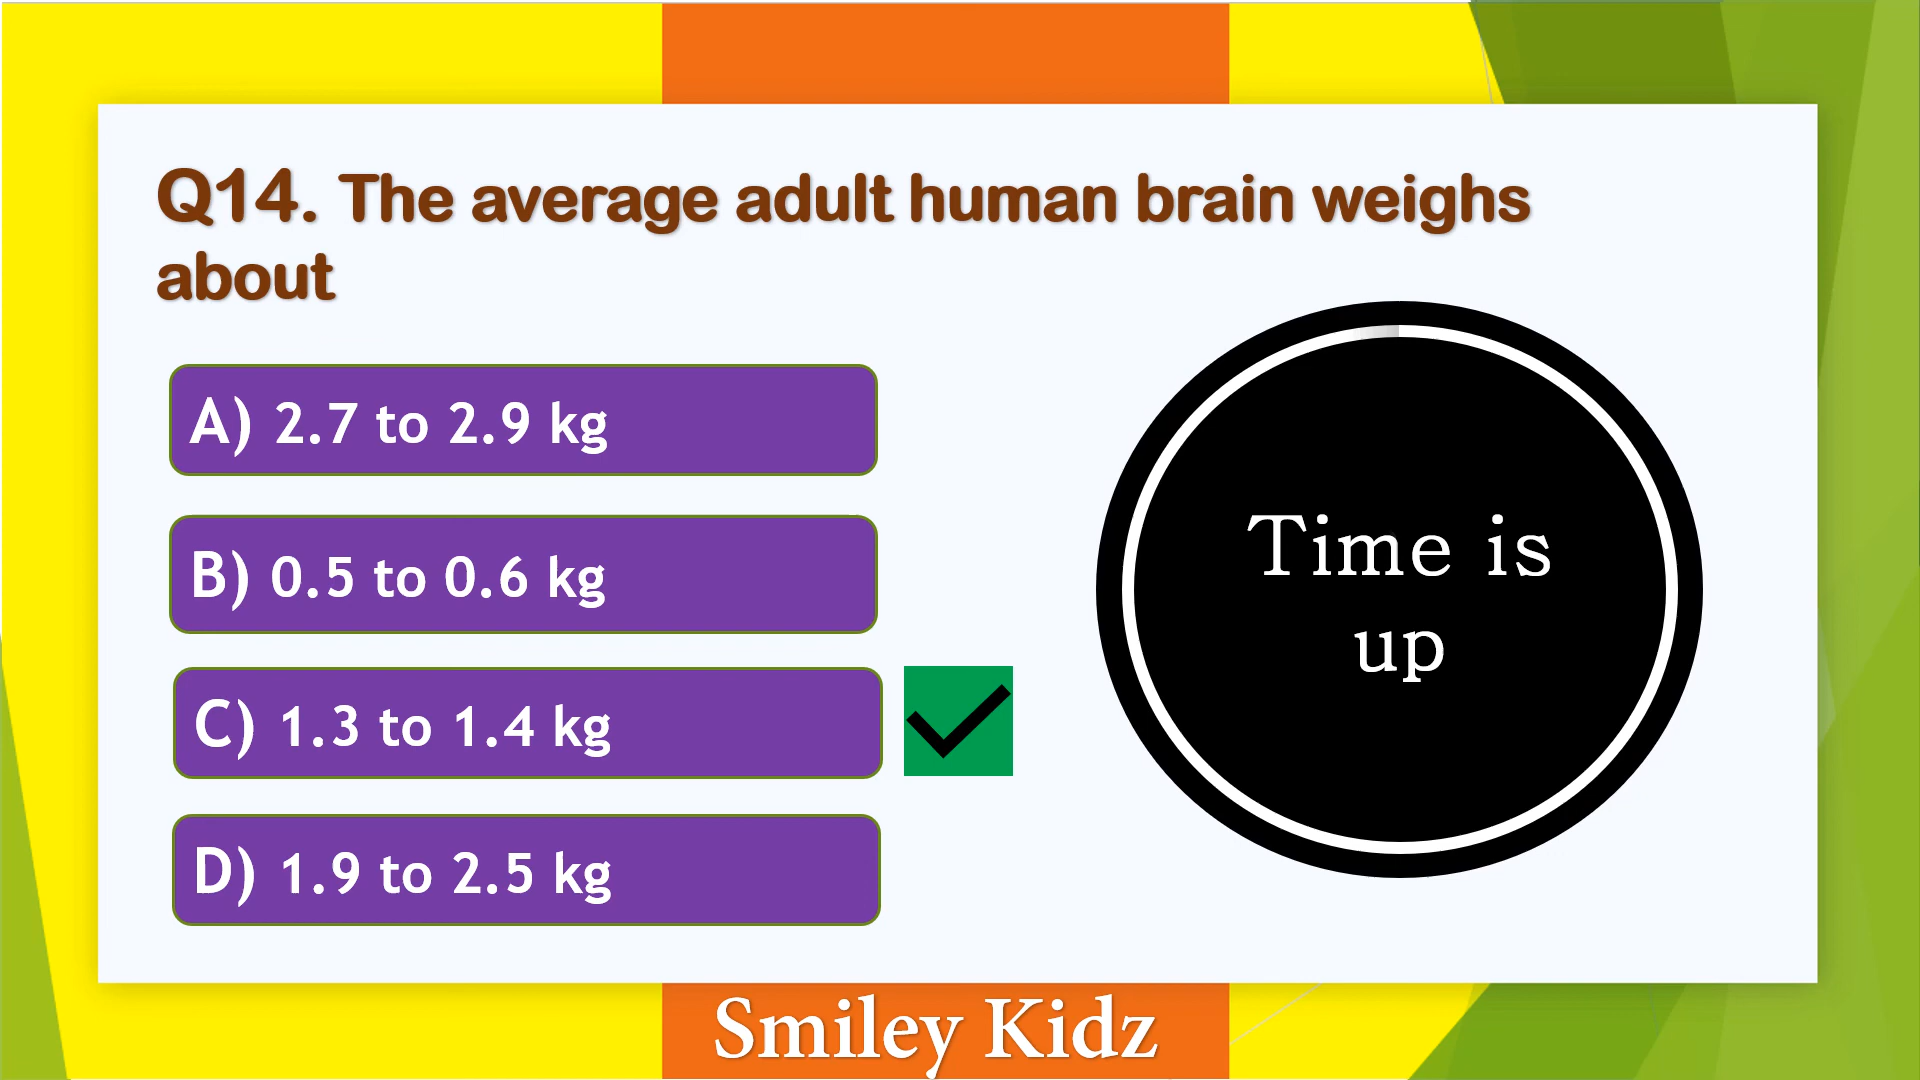 Q14. The average adult human brain weighs
about
A) 2.7 to 2.9 kg
B) 0.5 to 0.6 kg
C) 1.3 to 1.4 kg
D) 1.9 to 2.5 kg
Time is
up
Smiley Kidz